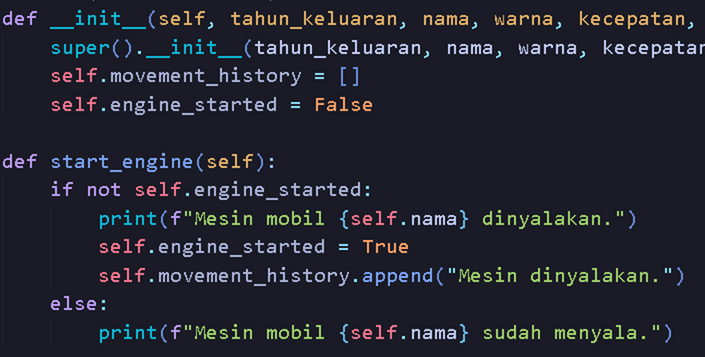 def __init__(self, tahun_keluaran, nama, warna, kecepatan,
super().__init__(tahun_keluaran, nama, warna, kecepatan
self.movement_history = []
self.engine_started = False
def start_engine(self):
if not self.engine_started:
print(f"Mesin mobil {self.nama} dinyalakan.")
self.engine_started = True
self.movement_history.append("Mesin dinyalakan.")
else:
print(f"Mesin mobil {self.nama} sudah menyala.")